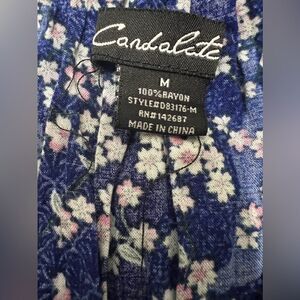 Candalite
M
100%RAYON
STYLE#D83176-M
RN#142687
MADE IN CHINA